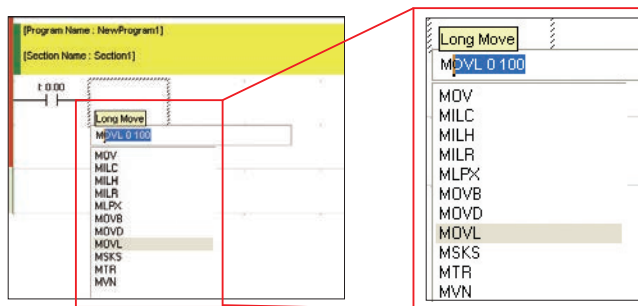 [Program Name : NewProgram1]
[Section Name : Section1]
I: 0.00
Long Move
MOVL 0 100
MOV
MILC
MILH
MILR
MLPX
MOVB
MOVD
MOVL
MSKS
MTR
MVN
Long Move
MOVL 0 100
MOV
MILC
MILH
MILR
MLPX
MOVB
MOVD
MOVL
MSKS
MTR
MVN